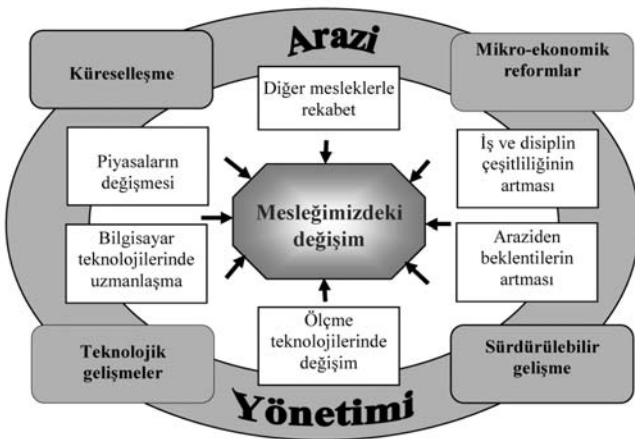 Arazi
Küreselleşme
Mikro-ekonomik
reformlar
Diğer mesleklerle
rekabet
Piyasaların
değişmesi
İş ve disiplin
çeşitliliğinin
artması
Mesleğimizdeki
değişim
Bilgisayar
teknolojilerinde
uzmanlaşma
Araziden
beklentilerin
artması
Ölçme
teknolojilerinde
değişim
Teknolojik
gelişmeler
Sürdürülebilir
gelişme
Yönetimi